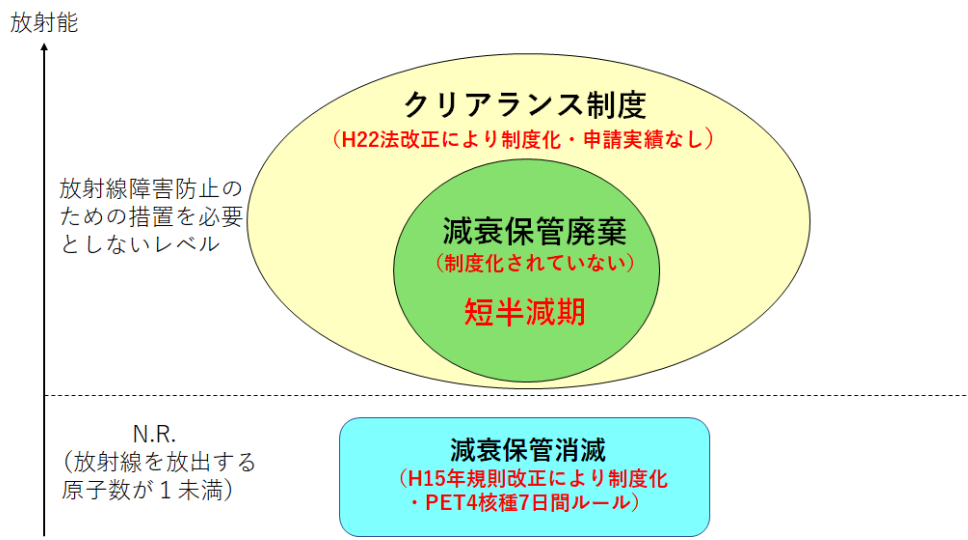 放射能
クリアランス制度
（H22法改正により制度化・申請実績なし）
放射線障害防止の
ための措置を必要
としないレベル
減衰保管廃棄
（制度化されていない）
短半減期
N.R.
（放射線を放出する
原子数が１未満）
減衰保管消滅
（H15年規則改正により制度化
・PET4核種7日間ルール）